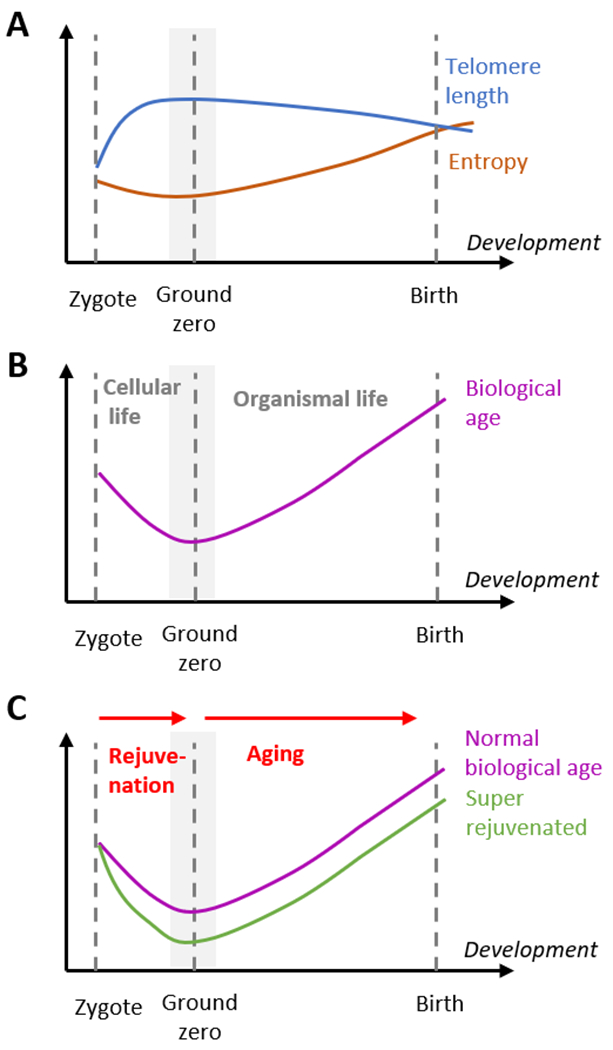 A
Telomere
length
Entropy
Development
Zygote
Ground
zero
Birth
B
Cellular
life
Organismal life
Biological
age
Development
Zygote
Ground
zero
Birth
C
Rejuve-
nation
Aging
Normal
biological age
Super
rejuvenated
Development
Zygote
Ground
zero
Birth